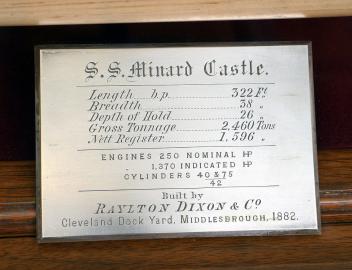 S.S. Minard Castle.
Length b.p. 322 Ft
Breadth 38 „
Depth of Hold 26 „
Gross Tonnage 2,460 Tons
Nett Register 1,596 „
ENGINES 250 NOMINAL HP
„ 1,370 INDICATED HP
CYLINDERS 40 & 75
42
Built by
RAYLTON DIXON & Co.
Cleveland Dock Yard, MIDDLESBROUGH, 1882.